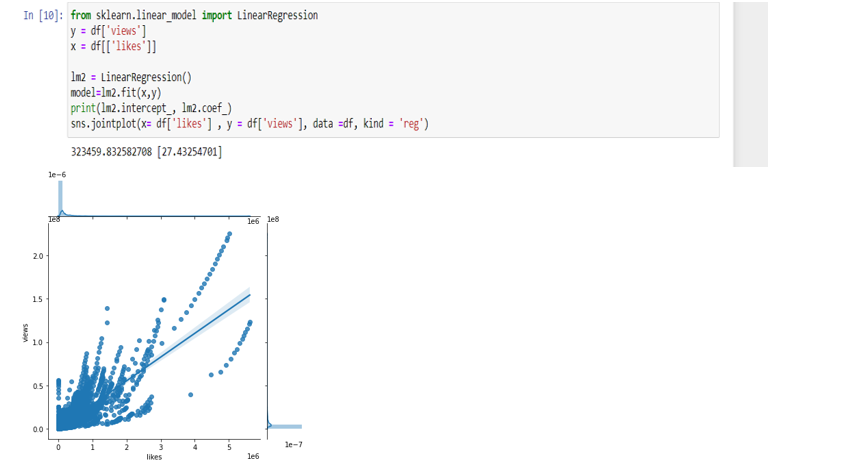 In [10]: from sklearn.linear_model import LinearRegression
y = df['views']
x = df[['likes']]
lm2 = LinearRegression()
model=lm2.fit(x,y)
print(lm2.intercept_, lm2.coef_)
sns.jointplot(x= df['likes'] , y = df['views'], data =df, kind = 'reg')
323459.832582708 [27.43254701]
1e-6
1e8 1e6 1e8
2.0
1.5
views
1.0
0.5
0.0
0 1 2 3 4 5
1e-7
likes 1e6